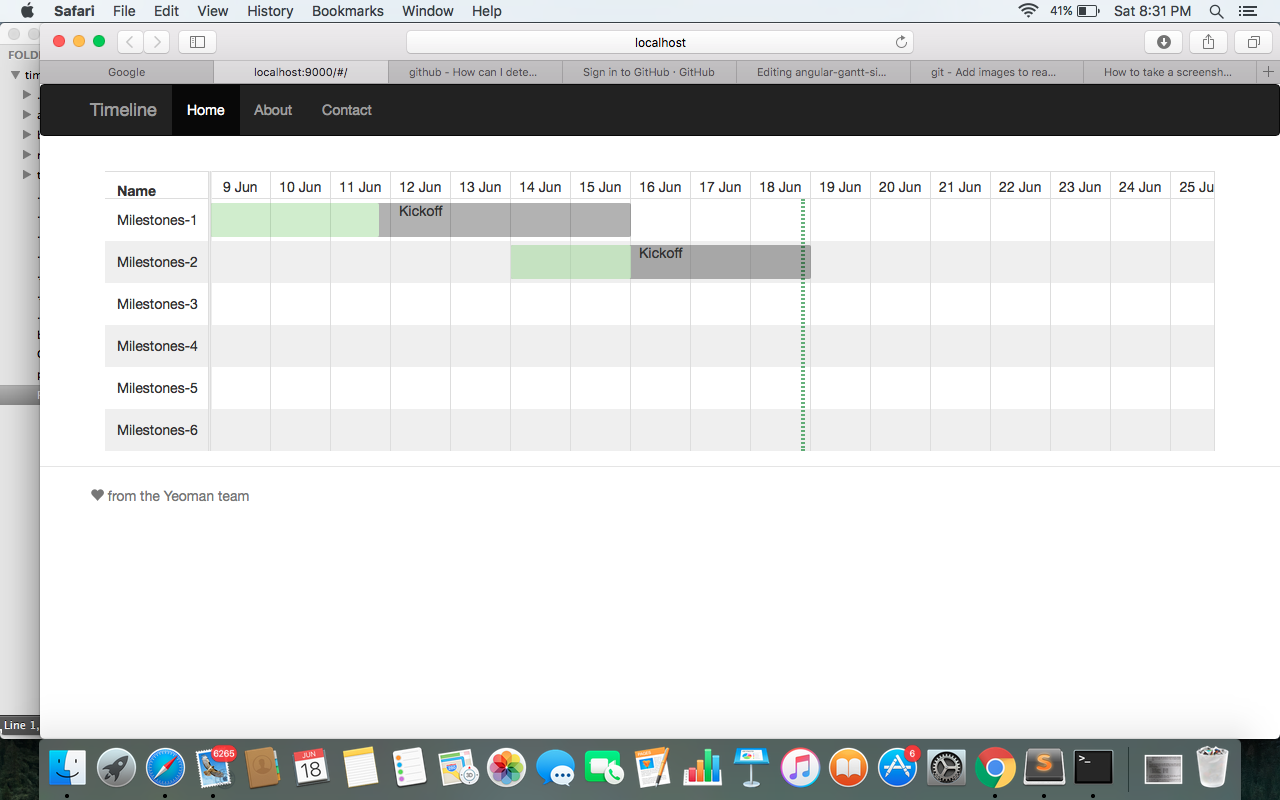 Safari File Edit View History Bookmarks Window Help 41% Sat 8:31 PM
localhost
FOLD
Google localhost:9000/#/ github - How can I dete... Sign in to GitHub · GitHub Editing angular-gantt-si... git - Add images to rea... How to take a screensh...
tim
Timeline Home About Contact
Name 9 Jun 10 Jun 11 Jun 12 Jun 13 Jun 14 Jun 15 Jun 16 Jun 17 Jun 18 Jun 19 Jun 20 Jun 21 Jun 22 Jun 23 Jun 24 Jun 25 Ju
Milestones-1 Kickoff
Milestones-2 Kickoff
Milestones-3
Milestones-4
Milestones-5
Milestones-6
from the Yeoman team
Line 1,
6265 JUN 18 3D 6 >_